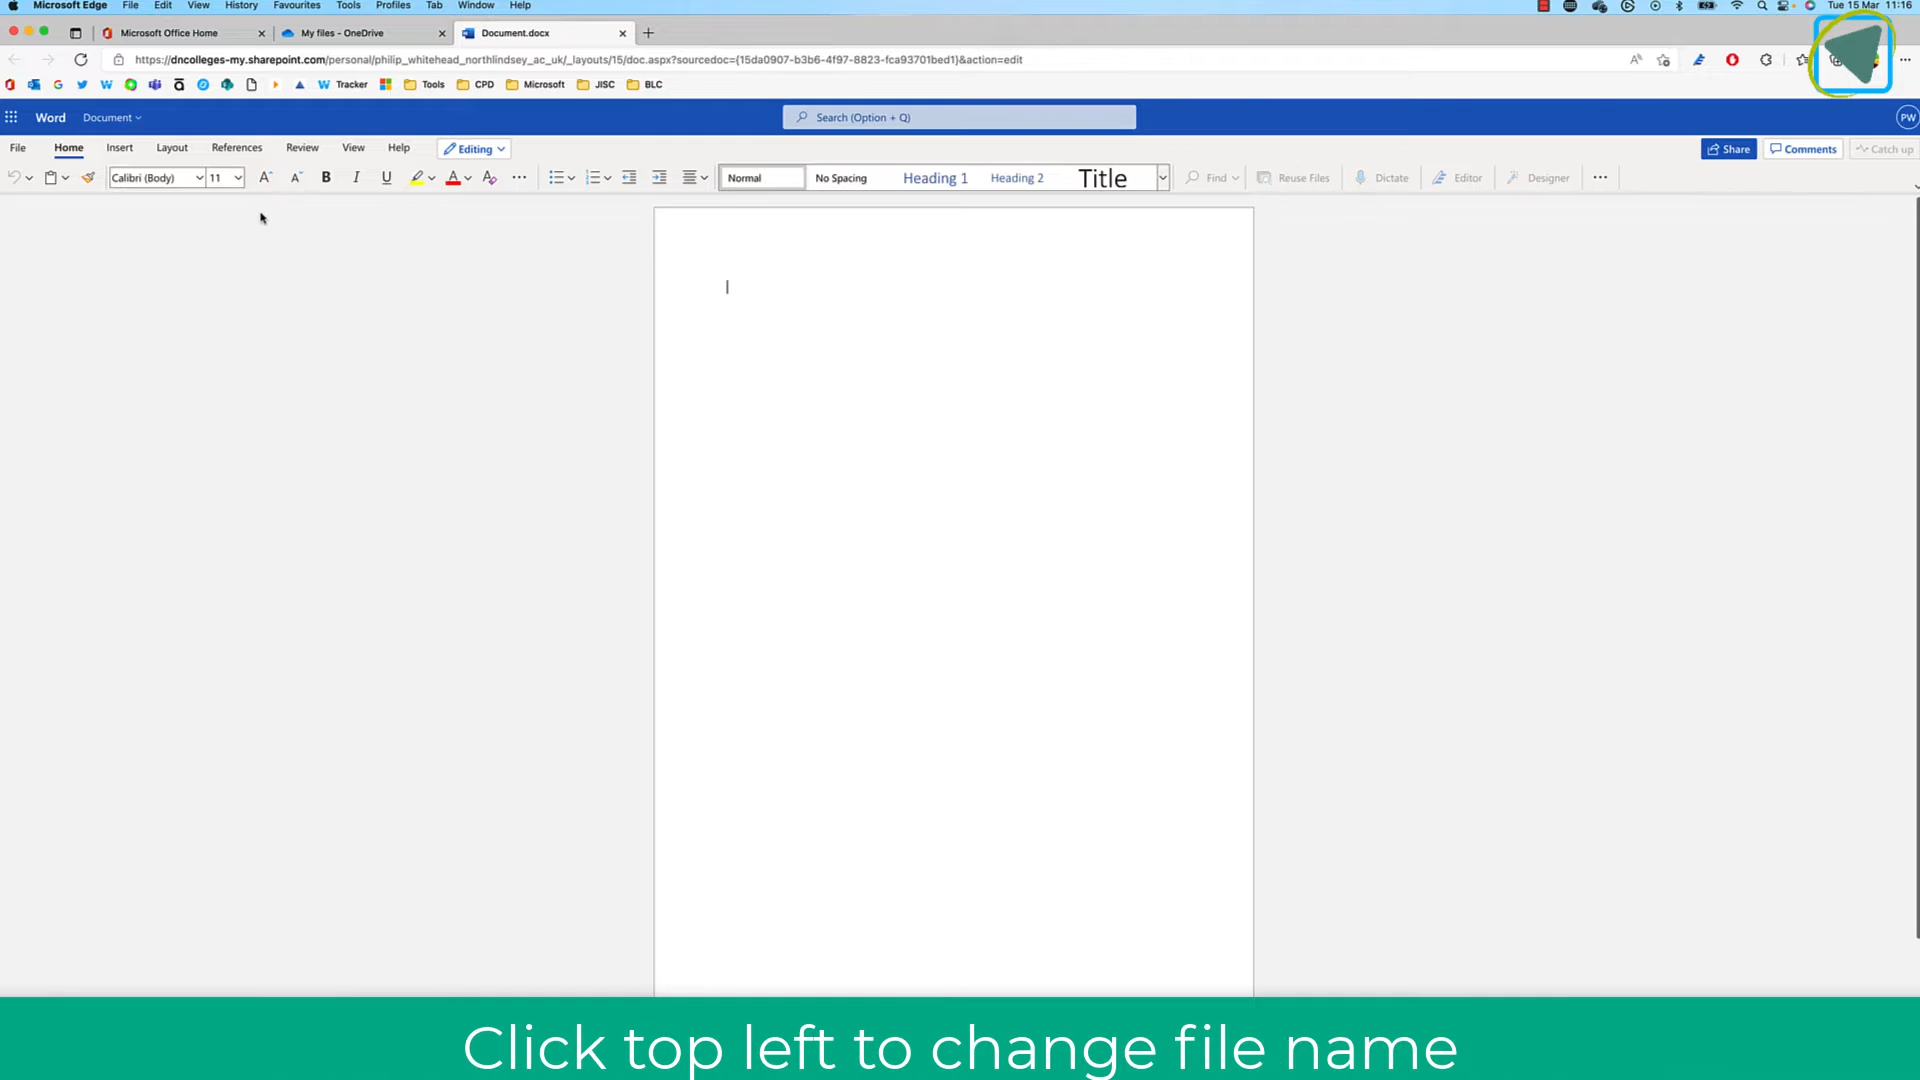 Microsoft Edge File Edit View History Favourites Tools Profiles Tab Window Help Tue 15 Mar 11:16
Microsoft Office Home My files - OneDrive Document.docx
https://dncolleges-my.sharepoint.com/personal/philip_whitehead_northlindsey_ac_uk/_layouts/15/doc.aspx?sourcedoc={15da0907-b3b6-4f97-8823-fca93701bed1}&action=edit
Tracker Tools CPD Microsoft JISC BLC
Word Document Search (Option + Q) PW
File Home Insert Layout References Review View Help Editing Share Comments Catch up
Calibri (Body) 11 A A B I U A A Normal No Spacing Heading 1 Heading 2 Title Find Reuse Files Dictate Editor Designer
Click top left to change file name